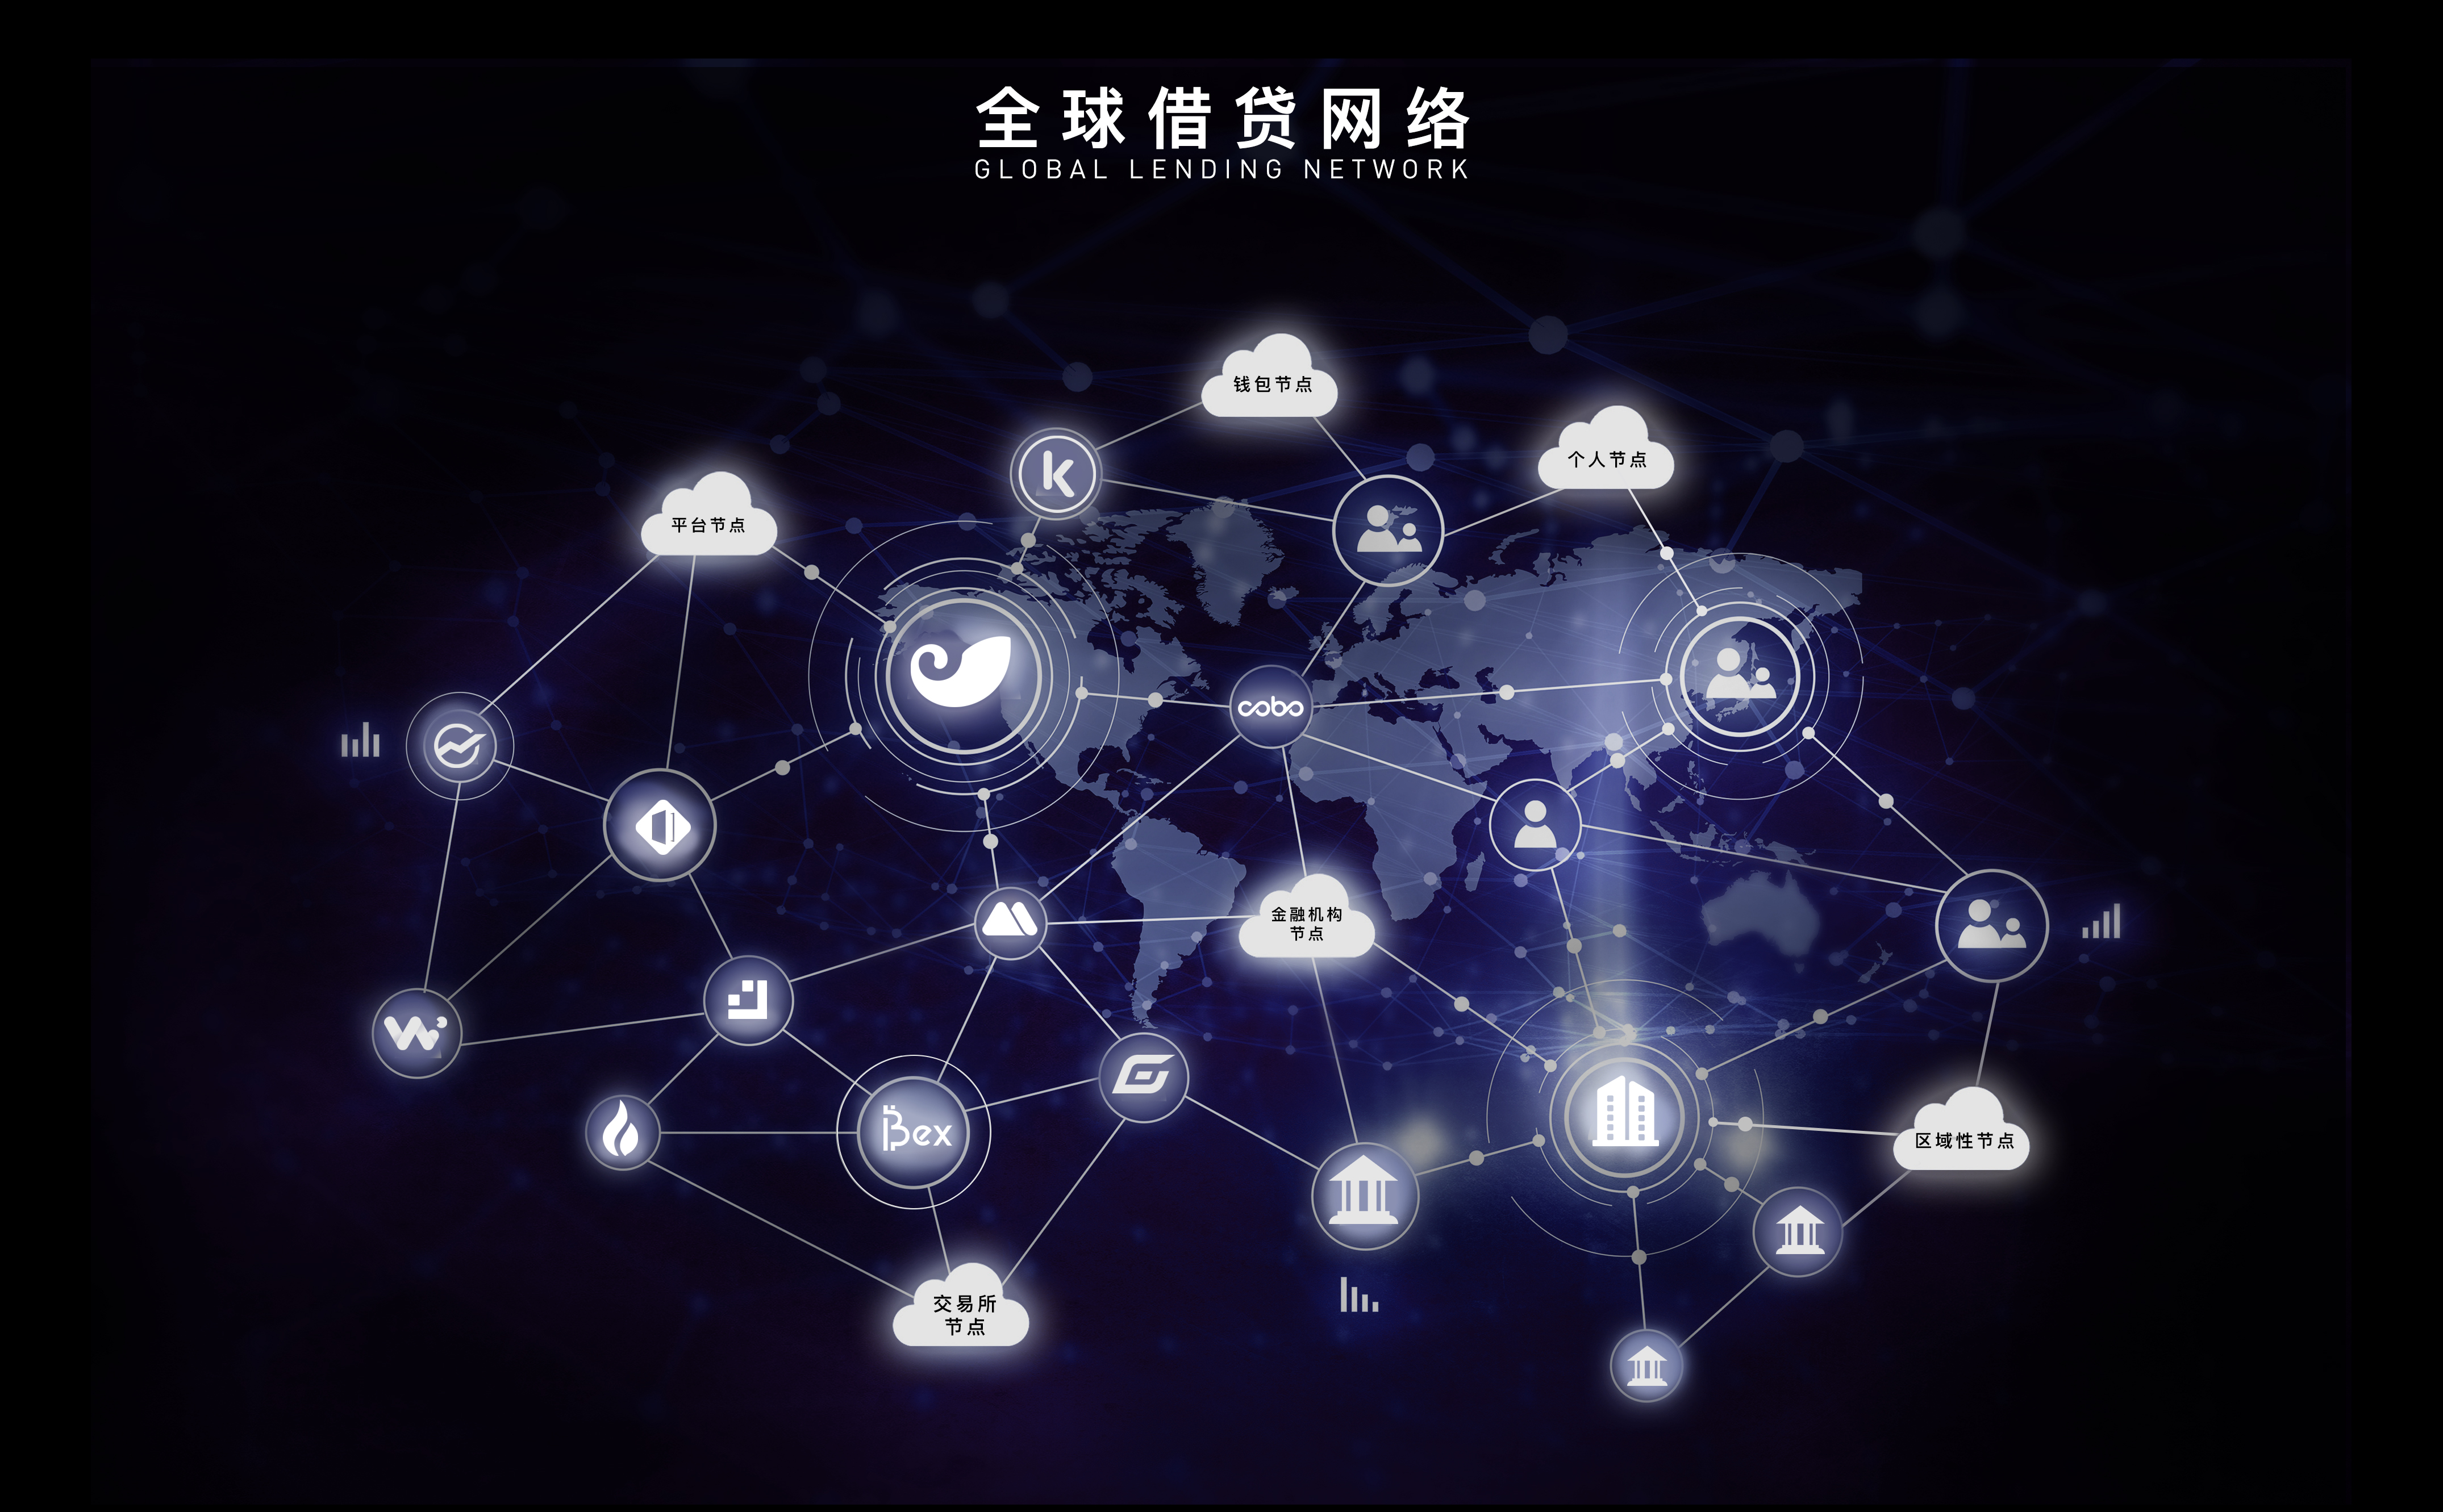 全球借贷网络
GLOBAL LENDING NETWORK
钱包节点
个人节点
平台节点
k
cobo
金融机构
节点
Bex
区域性节点
交易所
节点